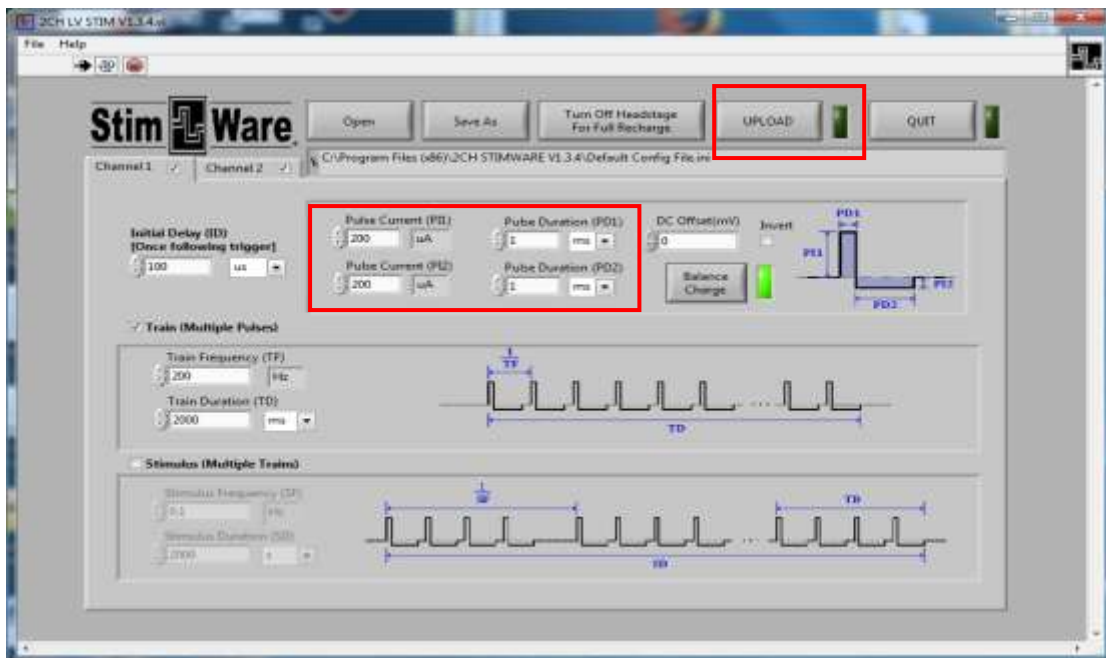 2CH LV STIM V1.3.4.vi
File Help
StimWare
Open
Save As
Turn Off Headstage
For Full Recharge
UPLOAD
QUIT
C:\Program Files (x86)\2CH STIMWARE V1.3.4\Default Config File.ini
Channel 1
Channel 2
Initial Delay (ID)
[Once following trigger]
100 us
Pulse Current (PI1)
200 uA
Pulse Duration (PD1)
1 ms
Pulse Current (PI2)
200 uA
Pulse Duration (PD2)
1 ms
DC Offset(mV)
0
Invert
Balance
Charge
PD1
PI1
PI2
PD2
Train (Multiple Pulses)
Train Frequency (TF)
200 Hz
Train Duration (TD)
2000 ms
1
TF
TD
Stimulus (Multiple Trains)
Stimulus Frequency (SF)
0.1 Hz
Stimulus Duration (SD)
2000 s
1
SF
TD